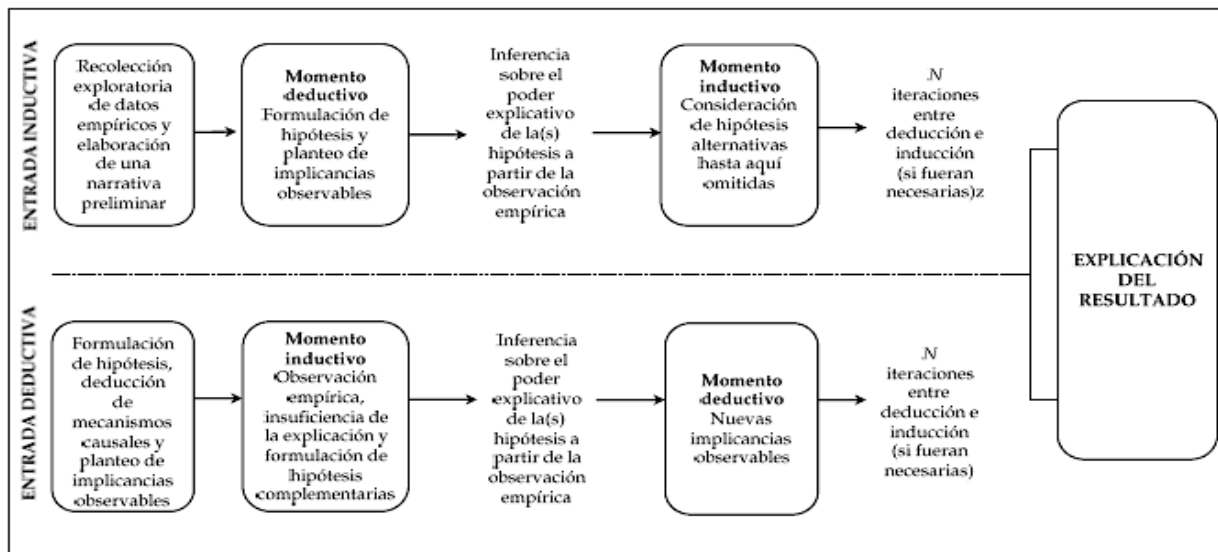 ENTRADA INDUCTIVA
Recolección
exploratoria
de datos
empíricos y
elaboración
de una
narrativa
preliminar
Momento
deductivo
Formulación de
hipótesis y
planteo de
implicancias
observables
Inferencia
sobre el
poder
explicativo
de la(s)
hipótesis a
partir de la
observación
empírica
Momento
inductivo
Consideración
de hipótesis
alternativas
hasta aquí
omitidas
N
iteraciones
entre
deducción e
inducción
(si fueran
necesarias)z
ENTRADA DEDUCTIVA
Formulación
de hipótesis,
deducción
de
mecanismos
causales y
planteo de
implicancias
observables
Momento
inductivo
Observación
empírica,
insuficiencia de
la explicación y
formulación de
hipótesis
complementarias
Inferencia
sobre el
poder
explicativo
de la(s)
hipótesis a
partir de la
observación
empírica
Momento
deductivo
Nuevas
implicancias
observables
N
iteraciones
entre
deducción e
inducción
(si fueran
necesarias)
EXPLICACIÓN
DEL
RESULTADO